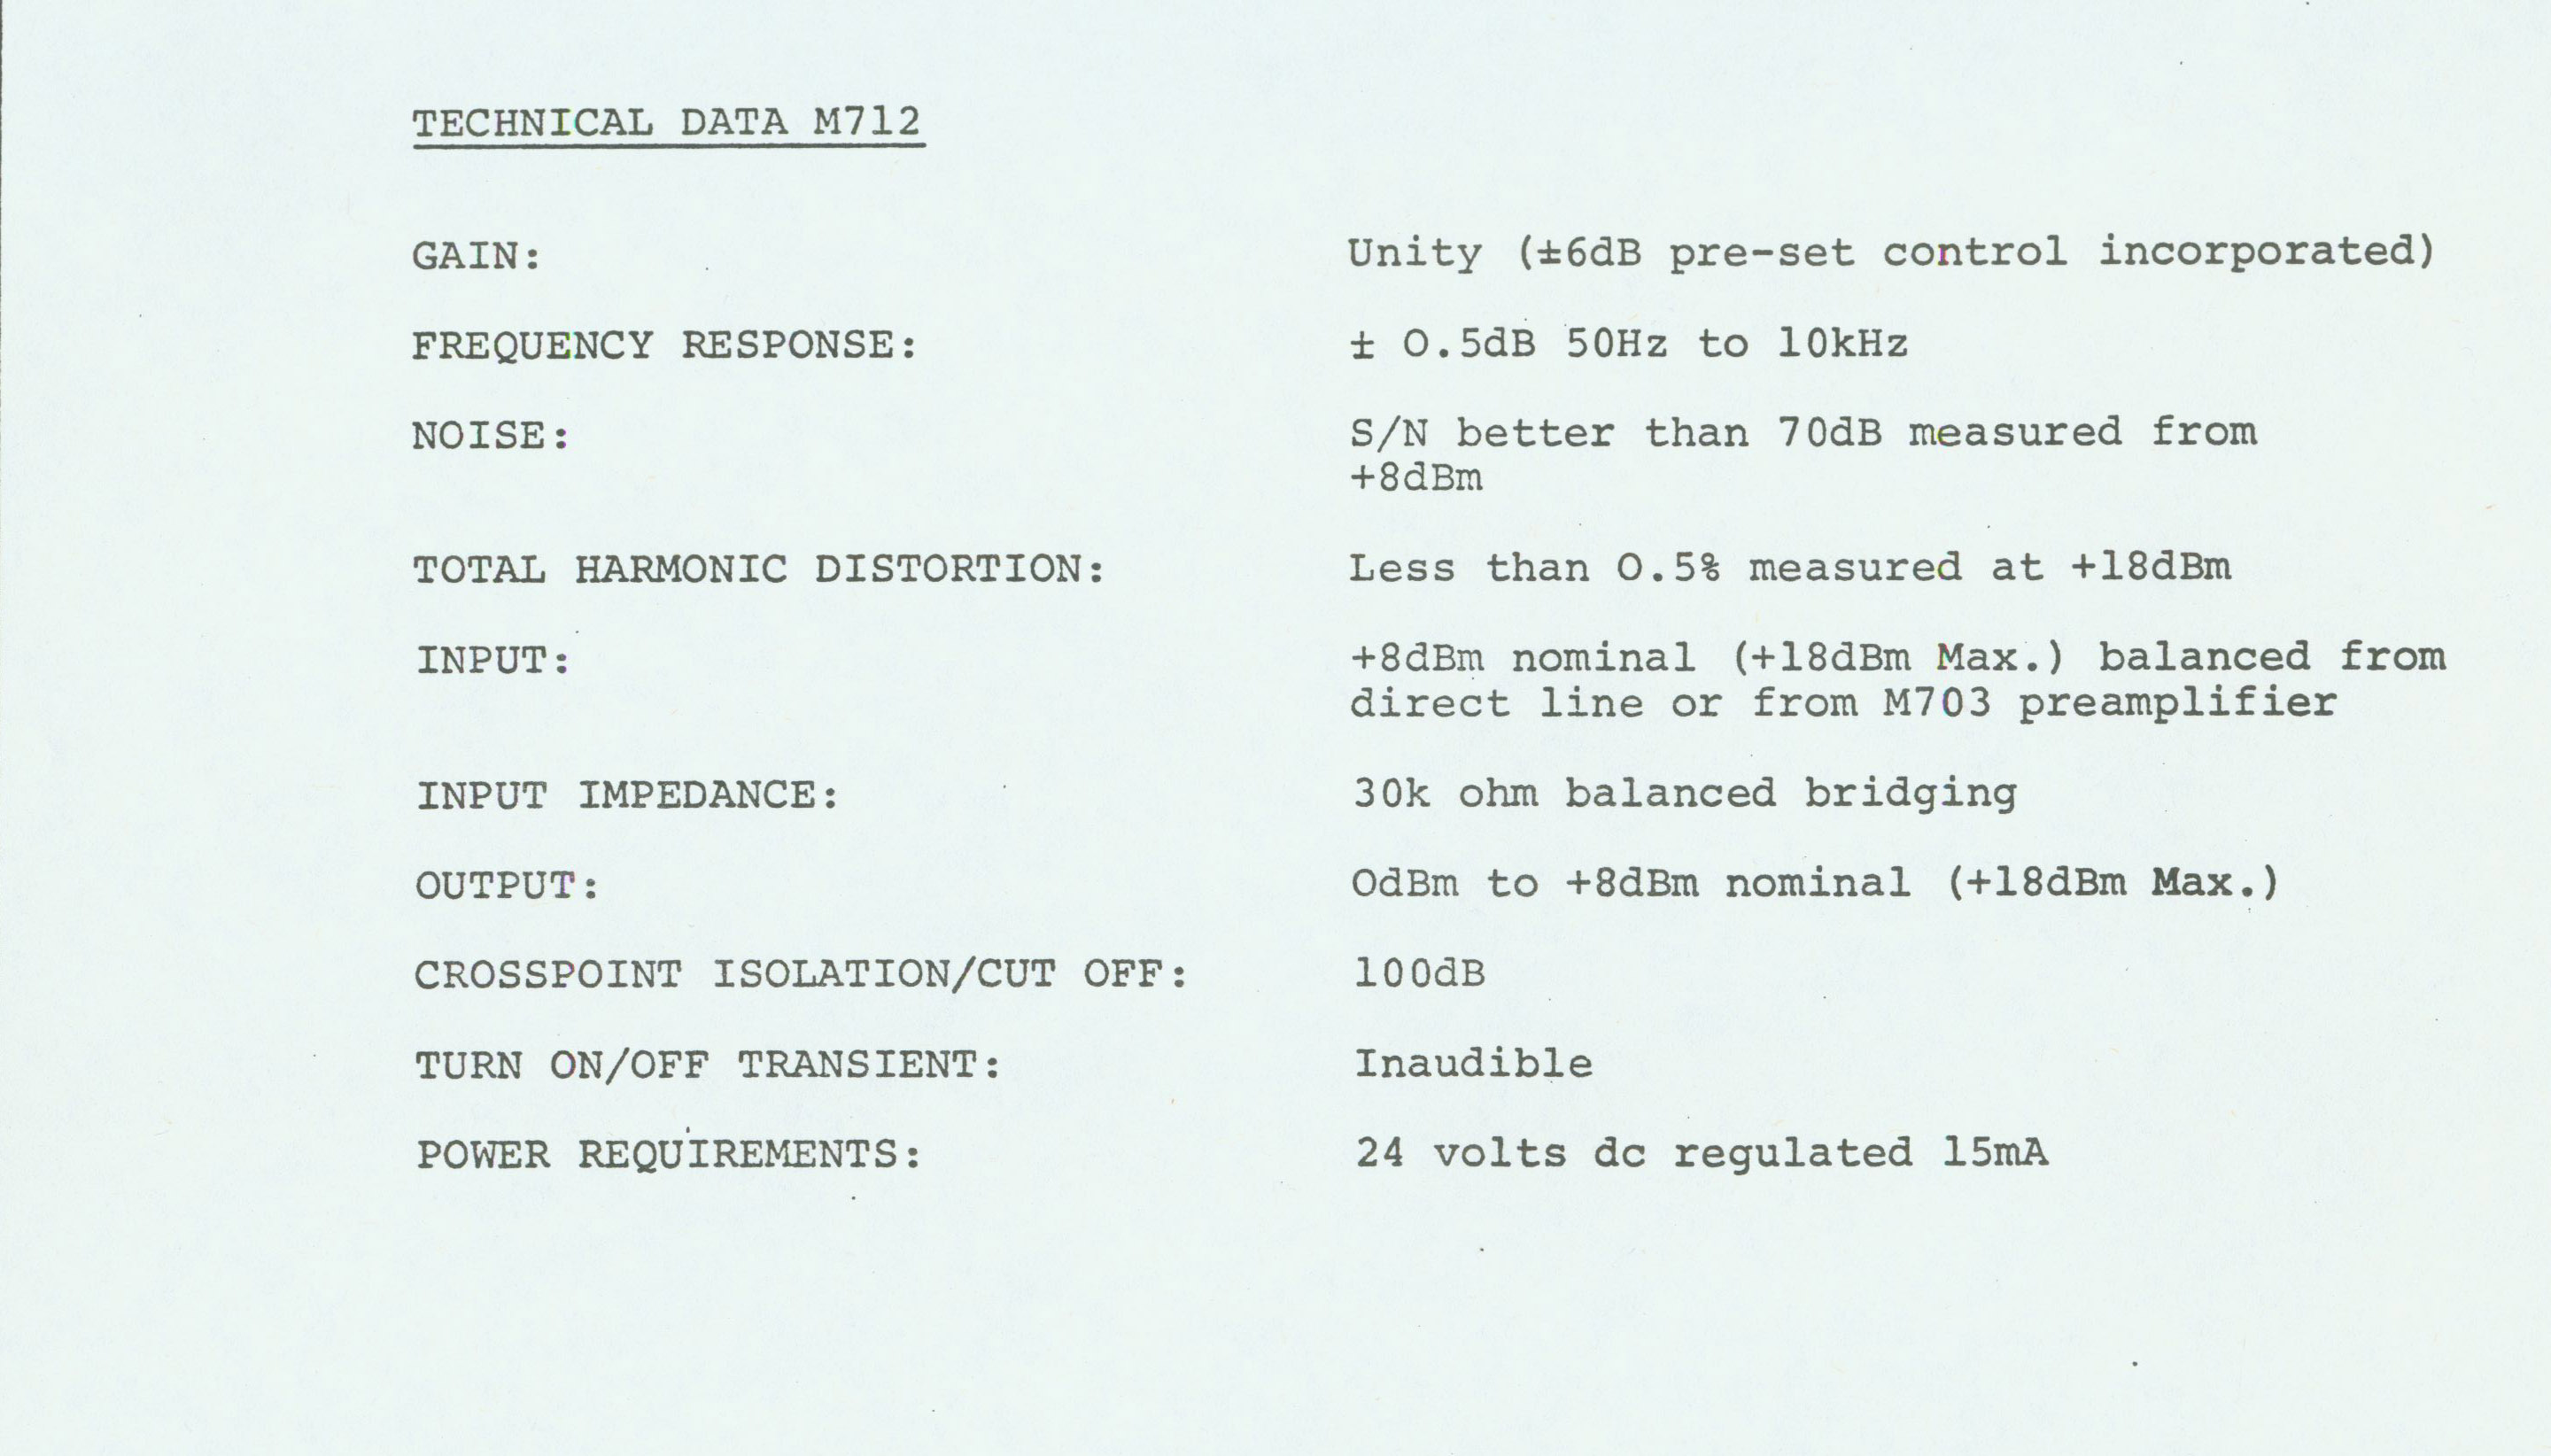 TECHNICAL DATA M712
GAIN: Unity (±6dB pre-set control incorporated)
FREQUENCY RESPONSE: ± 0.5dB 50Hz to 10kHz
NOISE: S/N better than 70dB measured from
+8dBm
TOTAL HARMONIC DISTORTION: Less than 0.5% measured at +18dBm
INPUT: +8dBm nominal (+18dBm Max.) balanced from
direct line or from M703 preamplifier
INPUT IMPEDANCE: 30k ohm balanced bridging
OUTPUT: 0dBm to +8dBm nominal (+18dBm Max.)
CROSSPOINT ISOLATION/CUT OFF: 100dB
TURN ON/OFF TRANSIENT: Inaudible
POWER REQUIREMENTS: 24 volts dc regulated 15mA